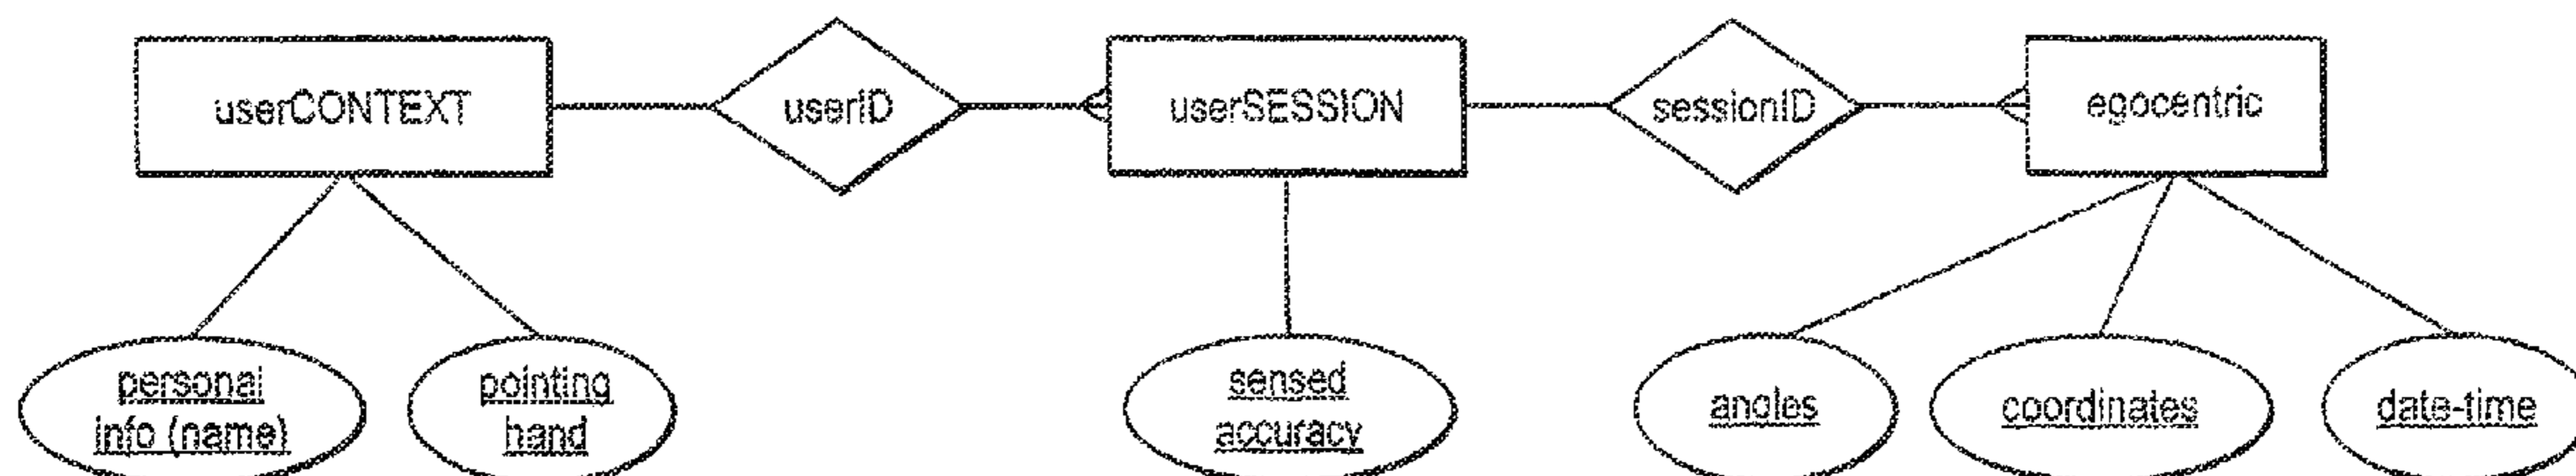 userCONTEXT
userID
userSESSION
sessionID
egocentric
personal
info (name)
pointing
hand
sensed
accuracy
angles
coordinates
date-time